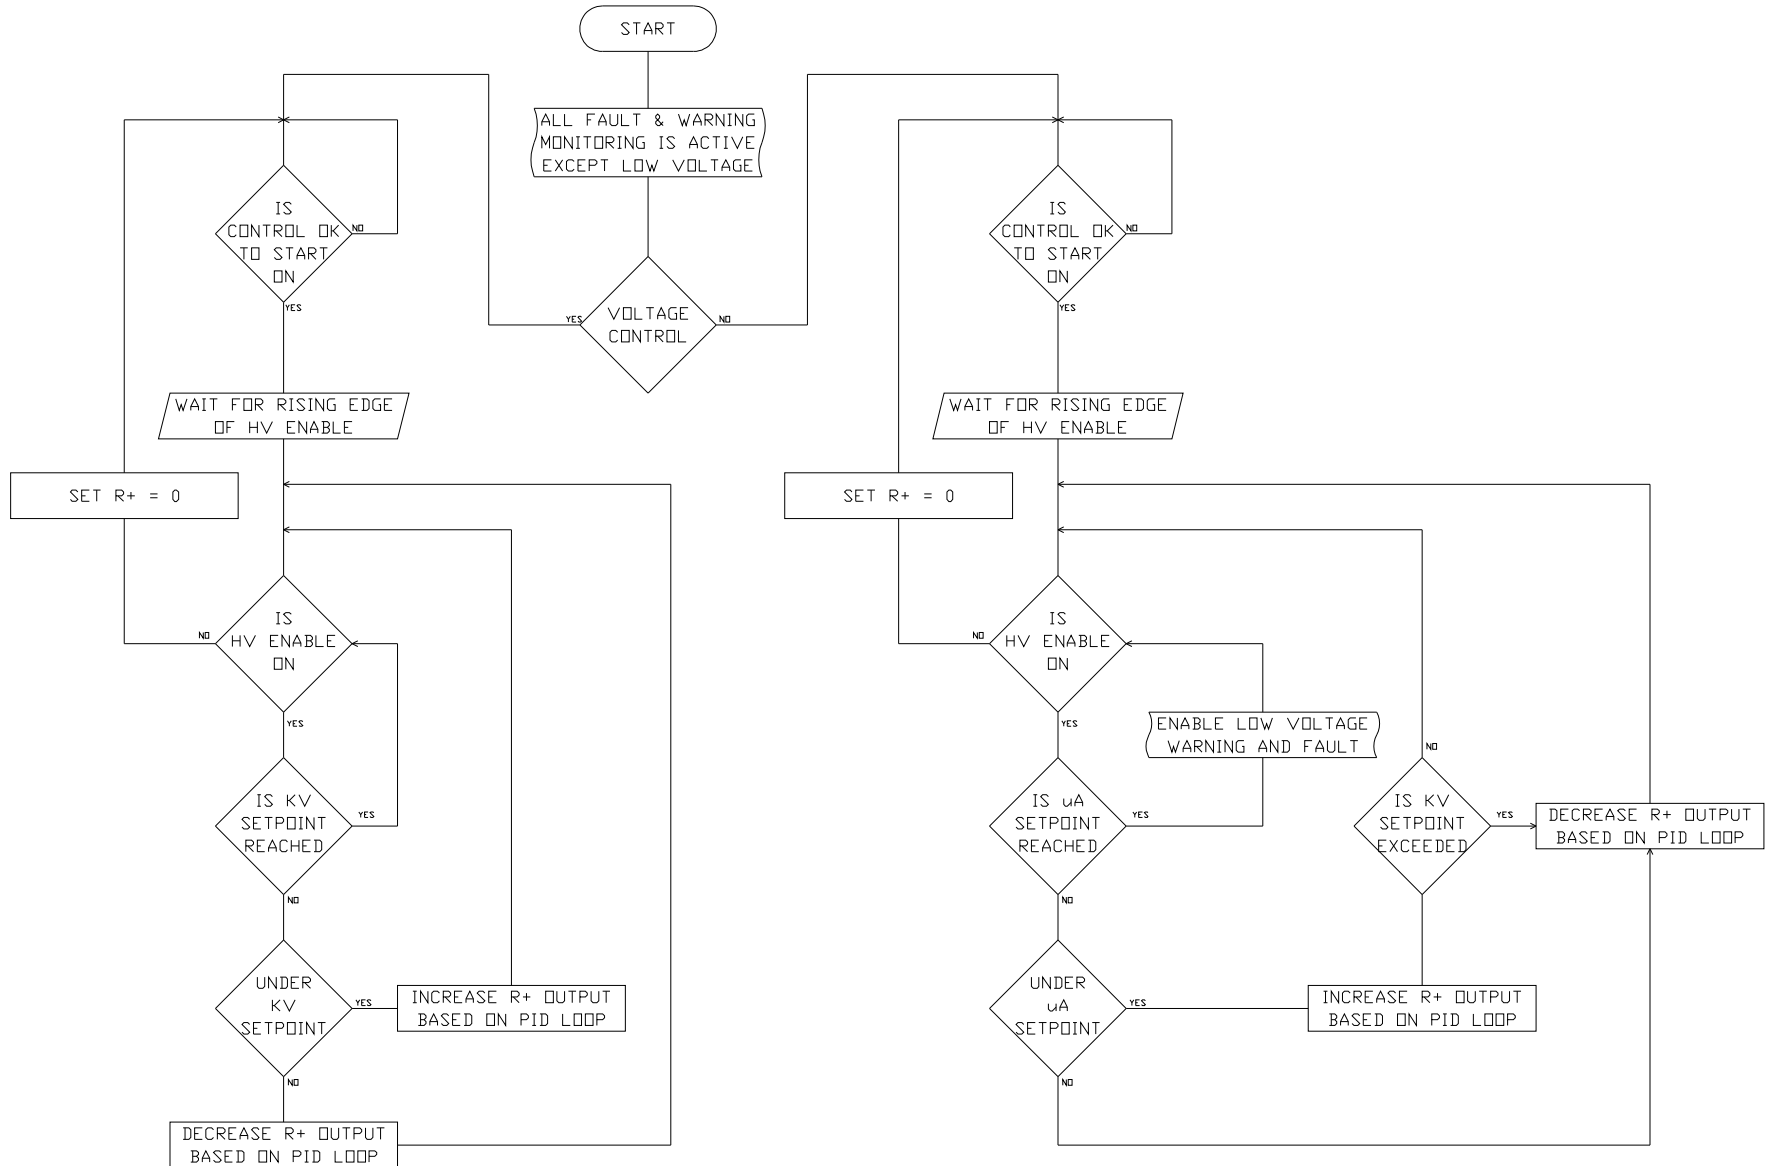 START
ALL FAULT & WARNING
MONITORING IS ACTIVE
EXCEPT LOW VOLTAGE
VOLTAGE
CONTROL
YES
NO
IS
CONTROL OK
TO START
ON
NO
YES
WAIT FOR RISING EDGE
OF HV ENABLE
SET R+ = 0
IS
HV ENABLE
ON
NO
YES
IS KV
SETPOINT
REACHED
YES
NO
UNDER
KV
SETPOINT
YES
INCREASE R+ OUTPUT
BASED ON PID LOOP
NO
DECREASE R+ OUTPUT
BASED ON PID LOOP
IS
CONTROL OK
TO START
ON
NO
YES
WAIT FOR RISING EDGE
OF HV ENABLE
SET R+ = 0
IS
HV ENABLE
ON
NO
YES
ENABLE LOW VOLTAGE
WARNING AND FAULT
IS uA
SETPOINT
REACHED
YES
NO
UNDER
uA
SETPOINT
YES
NO
INCREASE R+ OUTPUT
BASED ON PID LOOP
IS KV
SETPOINT
EXCEEDED
NO
YES
DECREASE R+ OUTPUT
BASED ON PID LOOP